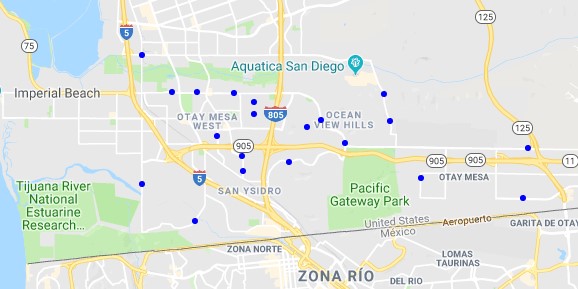 125
5
75
Aquatica San Diego
Imperial Beach
805
OTAY MESA
WEST
OCEAN
VIEW HILLS
125
905
905
905
11
5
OTAY MESA
Tijuana River
National
Estuarine
Research...
SAN YSIDRO
Pacific
Gateway Park
United States
México
Aeropuerto
GARITA DE OTAY
ZONA NORTE
LOMAS
TAURINAS
ZONA RÍO
DEL RIO